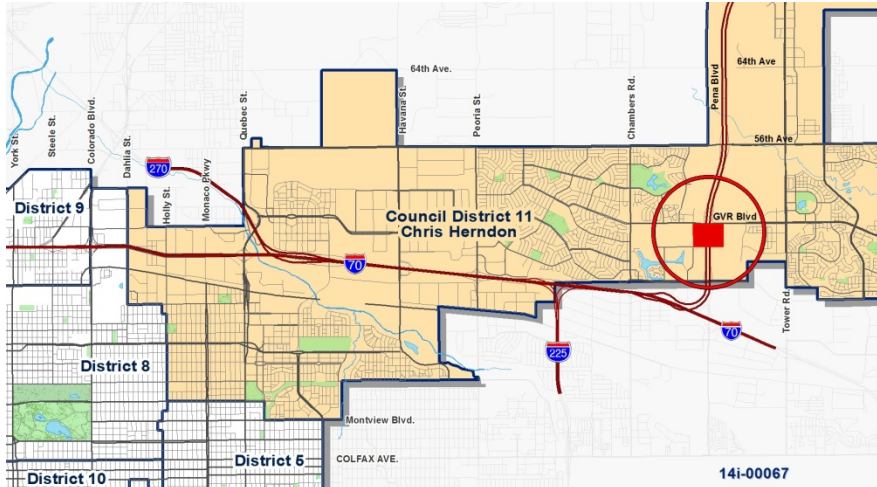 64th Ave.
64th Ave
Pena Blvd
Chambers Rd.
Peoria St.
Havana St.
Quebec St.
56th Ave
York St.
Steele St.
Colorado Blvd.
Dahlia St.
270
Holly St.
Monaco Pkwy
District 9
Council District 11
Chris Herndon
GVR Blvd
70
Tower Rd.
70
225
District 8
Montview Blvd.
District 5
COLFAX AVE.
District 10
14i-00067